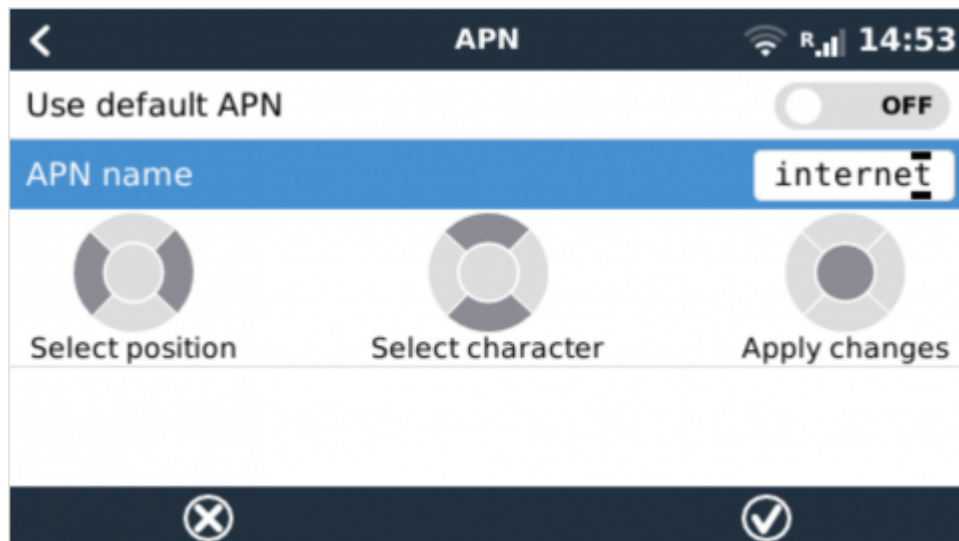 APN R 14:53
Use default APN OFF
APN name internet
Select position Select character Apply changes